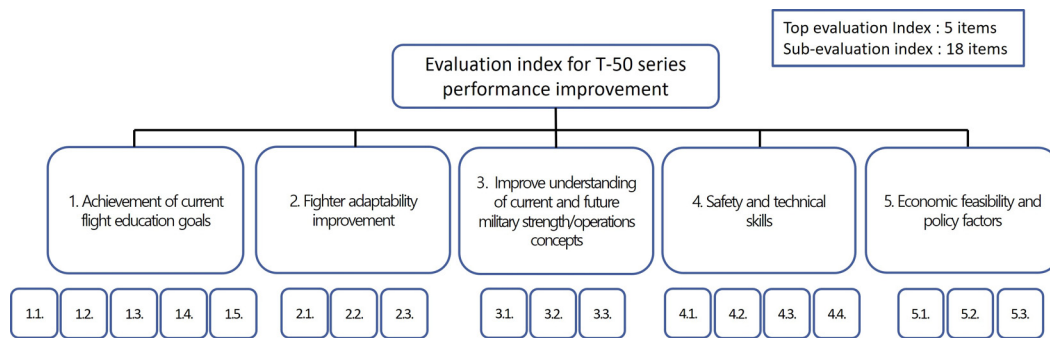 Top evaluation Index : 5 items
Sub-evaluation index : 18 items
Evaluation index for T-50 series
performance improvement
1. Achievement of current
flight education goals
2. Fighter adaptability
improvement
3. Improve understanding
of current and future
military strength/operations
concepts
4. Safety and technical
skills
5. Economic feasibility and
policy factors
1.1.
1.2.
1.3.
1.4.
1.5.
2.1.
2.2.
2.3.
3.1.
3.2.
3.3.
4.1.
4.2.
4.3.
4.4.
5.1.
5.2.
5.3.